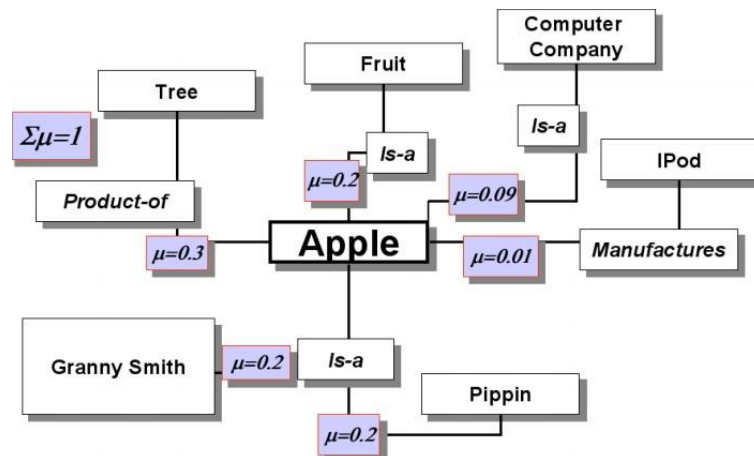 Computer
Company
Fruit
Tree
Σμ=1
Is-a
Is-a
IPod
μ=0.2
μ=0.09
Product-of
Apple
μ=0.3
μ=0.01
Manufactures
Granny Smith
μ=0.2
Is-a
Pippin
μ=0.2